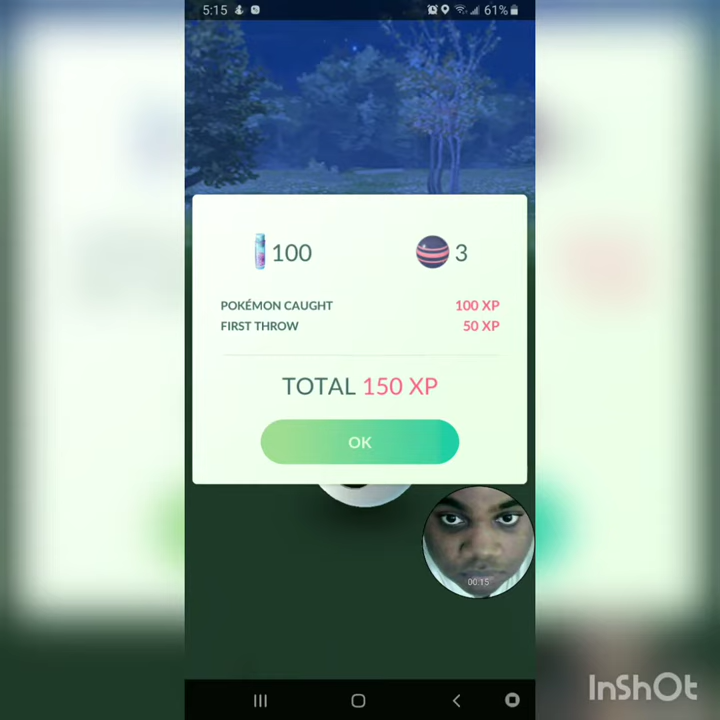 5:15
61%
100
3
POKÉMON CAUGHT 100 XP
FIRST THROW 50 XP
TOTAL 150 XP
OK
00:15
InShOt